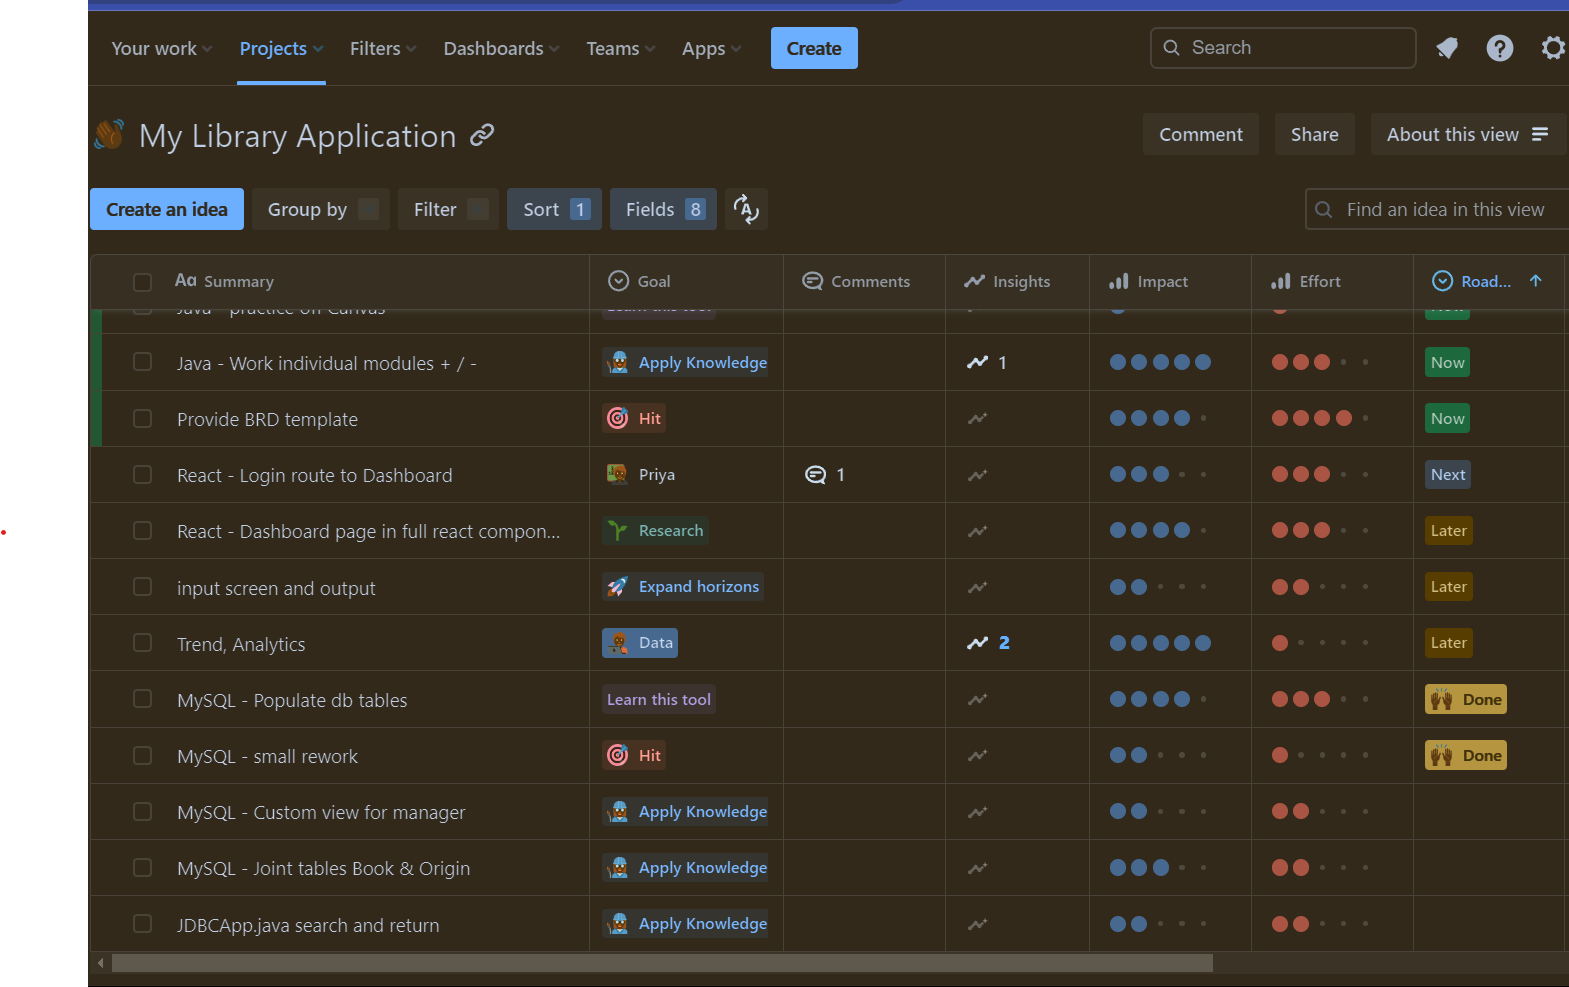 Your work Projects Filters Dashboards Teams Apps Create Search
My Library Application Comment Share About this view
Create an idea Group by Filter Sort 1 Fields 8 A Find an idea in this view
Aa Summary Goal Comments Insights Impact Effort Road...
Java - practice on Canvas Learn this tool Now
Java - Work individual modules + / - Apply Knowledge 1 Now
Provide BRD template Hit Now
React - Login route to Dashboard Priya 1 Next
React - Dashboard page in full react compon... Research Later
input screen and output Expand horizons Later
Trend, Analytics Data 2 Later
MySQL - Populate db tables Learn this tool Done
MySQL - small rework Hit Done
MySQL - Custom view for manager Apply Knowledge
MySQL - Joint tables Book & Origin Apply Knowledge
JDBCApp.java search and return Apply Knowledge